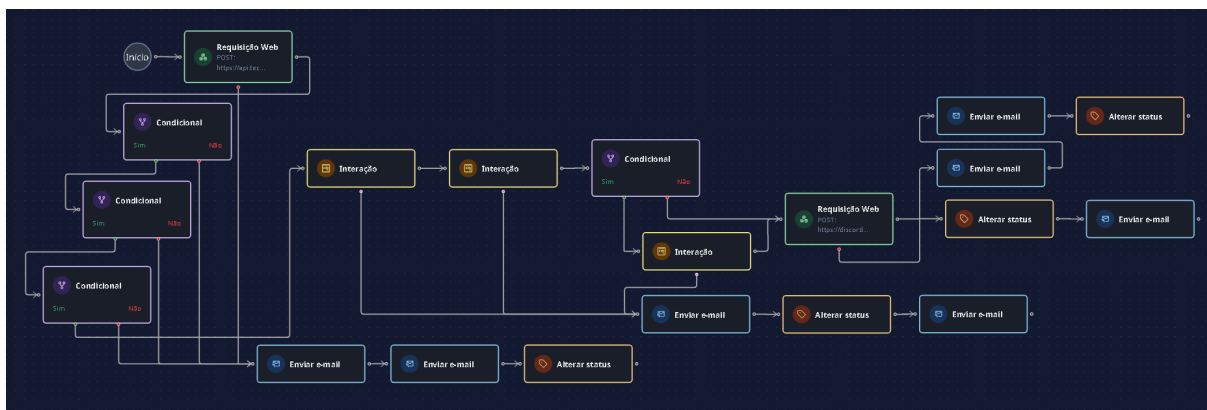 Início
Requisição Web
POST:
https://api.tec...
Condicional
Sim Não
Condicional
Sim Não
Condicional
Sim Não
Interação
Interação
Condicional
Sim Não
Interação
Requisição Web
POST:
https://discord...
Enviar e-mail
Alterar status
Enviar e-mail
Alterar status
Enviar e-mail
Enviar e-mail
Alterar status
Enviar e-mail
Enviar e-mail
Enviar e-mail
Alterar status